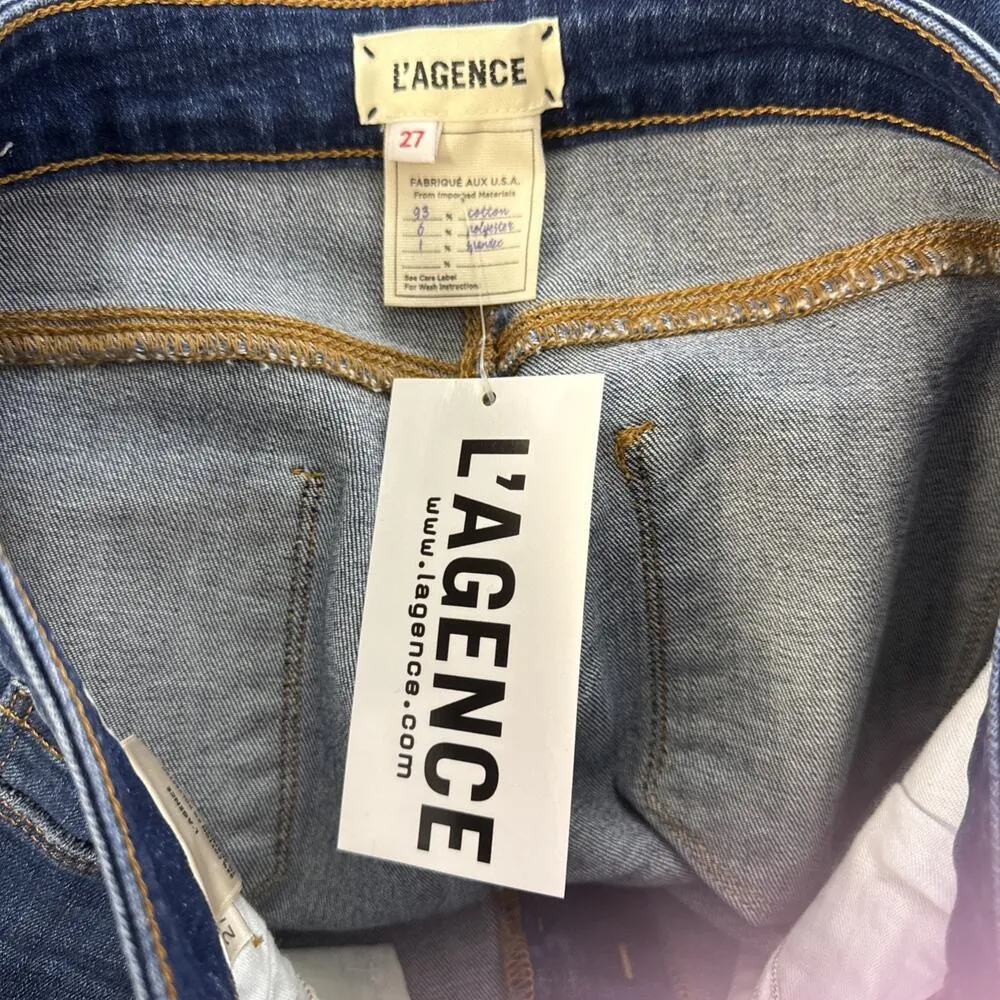 L'AGENCE
27
FABRIQUÉ AUX U.S.A.
From Imported Materials
93 % cotton
6 % polyester
1 %
%
See Care Label
For Wash Instruction.
L'AGENCE
www.lagence.com
L'AGENCE